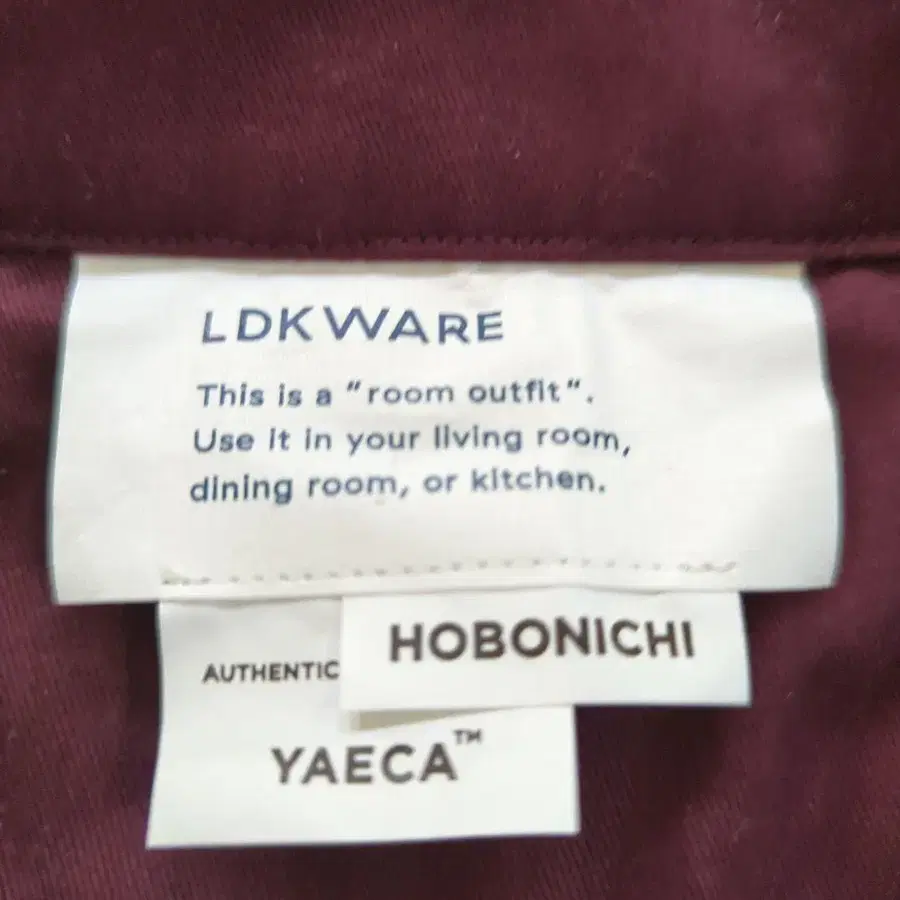 LDKWARE
This is a "room outfit".
Use it in your living room,
dining room, or kitchen.
HOBONICHI
AUTHENTIC
YAECA™